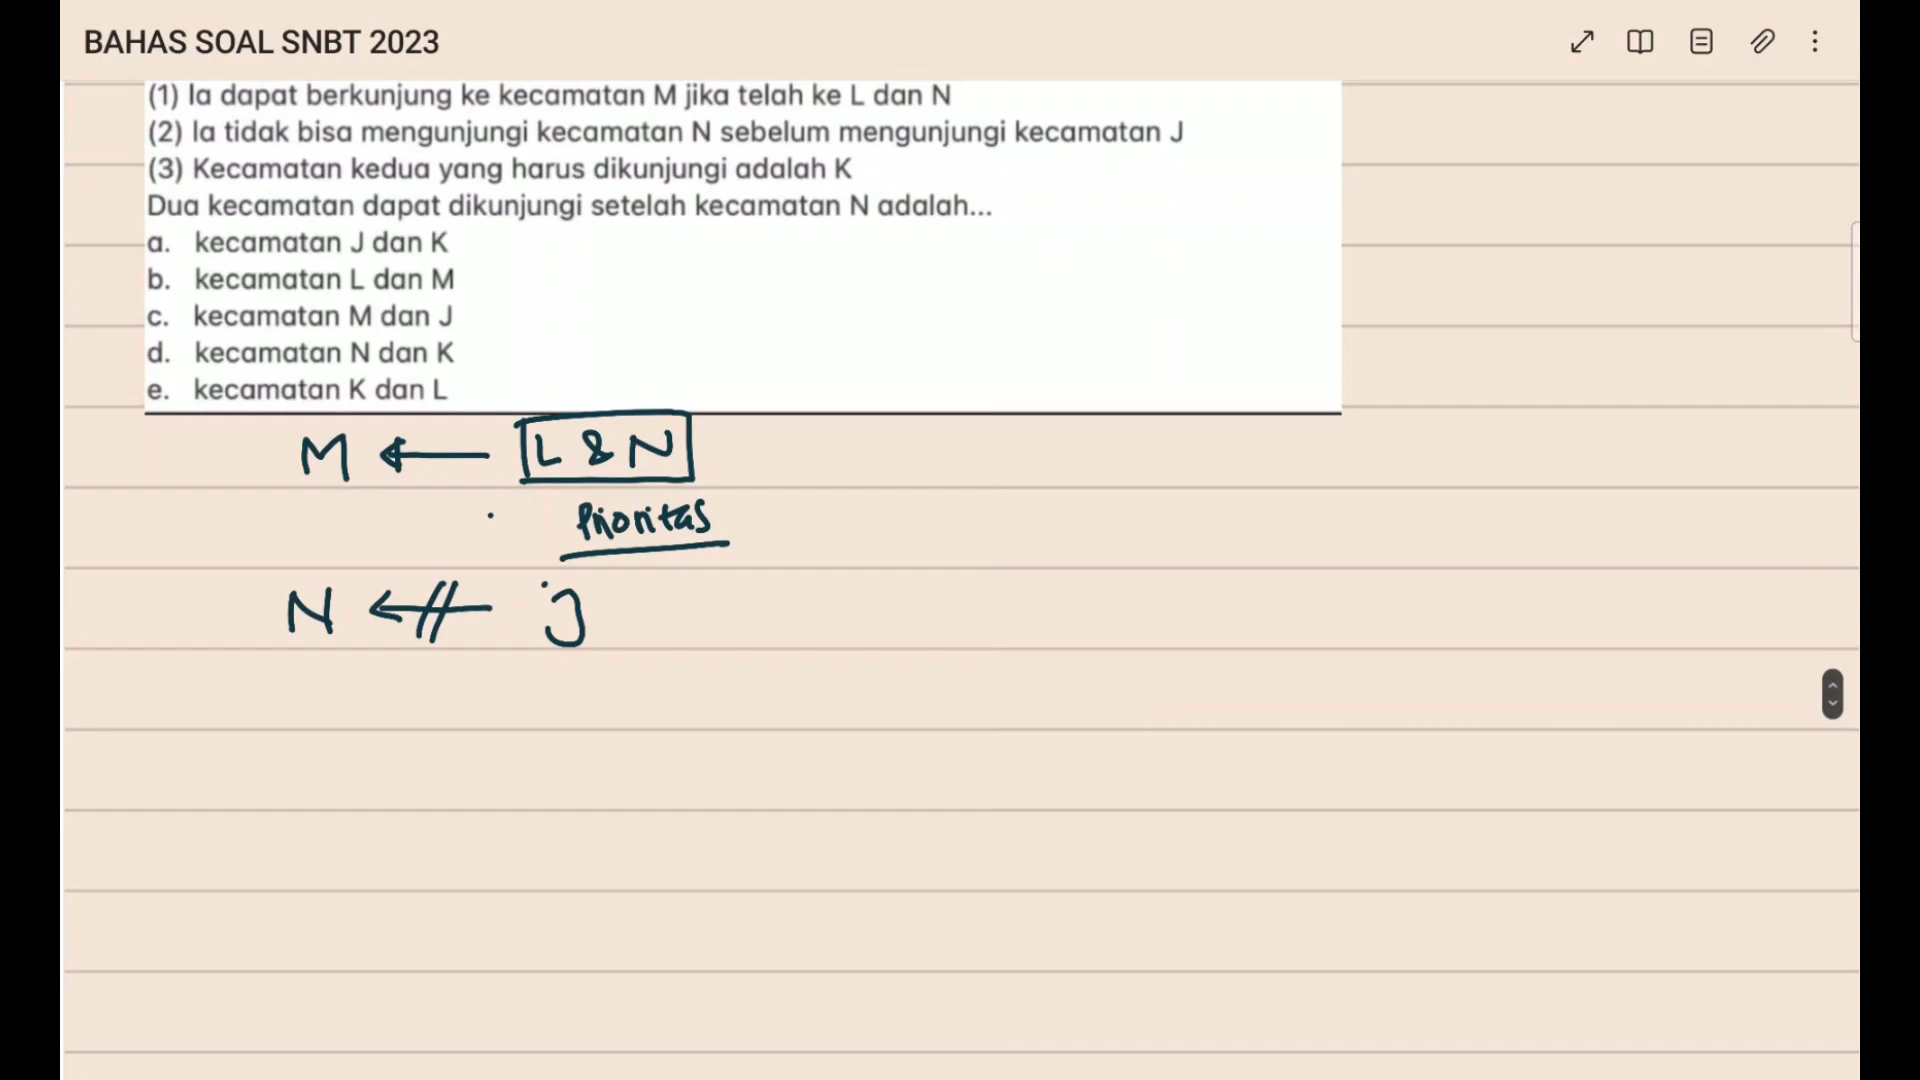 BAHAS SOAL SNBT 2023
(1) Ia dapat berkunjung ke kecamatan M jika telah ke L dan N
(2) Ia tidak bisa mengunjungi kecamatan N sebelum mengunjungi kecamatan J
(3) Kecamatan kedua yang harus dikunjungi adalah K
Dua kecamatan dapat dikunjungi setelah kecamatan N adalah...
a. kecamatan J dan K
b. kecamatan L dan M
c. kecamatan M dan J
d. kecamatan N dan K
e. kecamatan K dan L
M ← L & N
Prioritas
N ← j